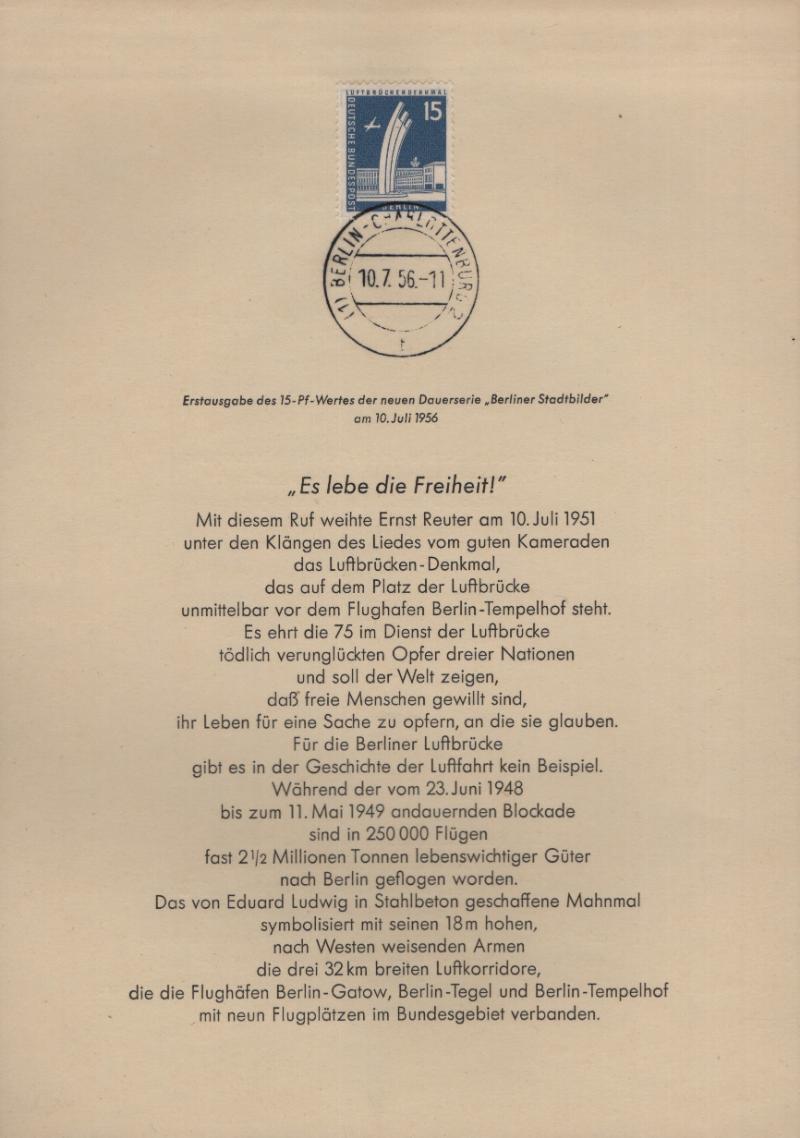 LUFTBRÜCKENDENKMAL
DEUTSCHE BUNDESPOST
15
BERLIN
(1) BERLIN-CHARLOTTENBURG 2
10.7.56.-11
t
Erstausgabe des 15-Pf-Wertes der neuen Dauerserie „Berliner Stadtbilder"
am 10. Juli 1956
„Es lebe die Freiheit!"
Mit diesem Ruf weihte Ernst Reuter am 10. Juli 1951
unter den Klängen des Liedes vom guten Kameraden
das Luftbrücken-Denkmal,
das auf dem Platz der Luftbrücke
unmittelbar vor dem Flughafen Berlin-Tempelhof steht.
Es ehrt die 75 im Dienst der Luftbrücke
tödlich verunglückten Opfer dreier Nationen
und soll der Welt zeigen,
daß freie Menschen gewillt sind,
ihr Leben für eine Sache zu opfern, an die sie glauben.
Für die Berliner Luftbrücke
gibt es in der Geschichte der Luftfahrt kein Beispiel.
Während der vom 23. Juni 1948
bis zum 11. Mai 1949 andauernden Blockade
sind in 250 000 Flügen
fast 2 1/2 Millionen Tonnen lebenswichtiger Güter
nach Berlin geflogen worden.
Das von Eduard Ludwig in Stahlbeton geschaffene Mahnmal
symbolisiert mit seinen 18 m hohen,
nach Westen weisenden Armen
die drei 32 km breiten Luftkorridore,
die die Flughäfen Berlin-Gatow, Berlin-Tegel und Berlin-Tempelhof
mit neun Flugplätzen im Bundesgebiet verbanden.